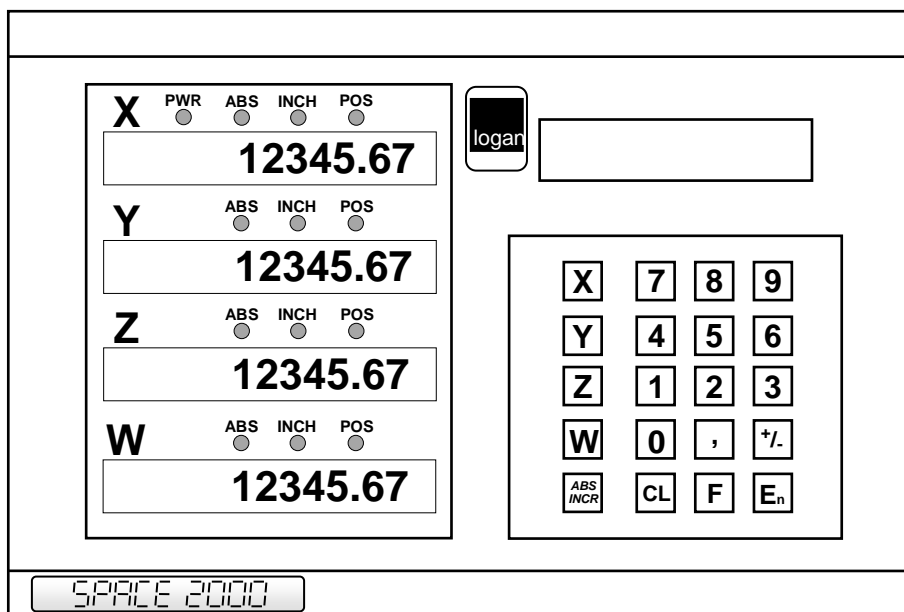 X PWR ABS INCH POS
12345.67
Y ABS INCH POS
12345.67
Z ABS INCH POS
12345.67
W ABS INCH POS
12345.67
logan
X 7 8 9
Y 4 5 6
Z 1 2 3
W 0 , +/-
ABS
INCR CL F En
SPACE 2000